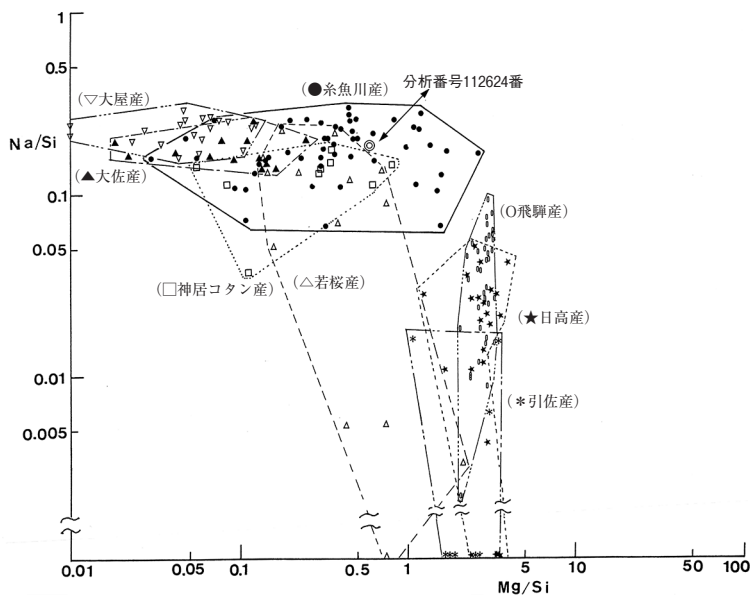 1
0.5
分析番号112624番
(●糸魚川産)
(▽大屋産)
Na/Si
(▲大佐産)
0.1
(O飛騨産)
0.05
(□神居コタン産)
(△若桜産)
(★日高産)
0.01
(*引佐産)
0.005
0.01
0.05
0.1
0.5
1
5
10
50
100
Mg/Si